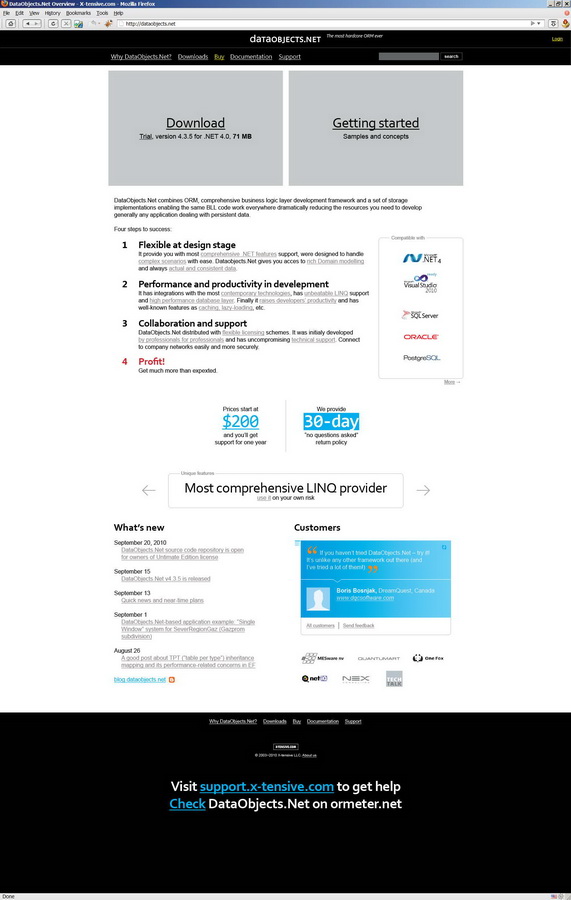 DataObjects.Net Overview - X-tensive.com - Mozilla Firefox
File Edit View History Bookmarks Tools Help
http://dataobjects.net
DATAOBJECTS.NET The most hardcore ORM ever
Login
Why DataObjects.Net? Downloads Buy Documentation Support
search
Download
Trial, version 4.3.5 for .NET 4.0, 71 MB
Getting started
Samples and concepts
DataObjects.Net combines ORM, comprehensive business logic layer development framework and a set of storage
implementations enabling the same BLL code work everywhere dramatically reducing the resources you need to develop
generally any application dealing with persistent data.
Four steps to success:
1 Flexible at design stage
It provide you with most comprehensive .NET features support, were designed to handle
complex scenarios with ease. Dataobjects.Net gives you acces to rich Domain modelling
and always actual and consistent data.
2 Performance and productivity in development
It has integrations with the most contemporary technologies, has unbeatable LINQ support
and high performance database layer. Finally it raises developers' productivity and has
well-known features as caching, lazy-loading, etc.
3 Collaboration and support
DataObjects.Net distributed with flexible licensing schemes. It was initialy developed
by professionals for professionals and has uncompromising technical support. Connect
to company networks easily and more securely.
4 Profit!
Get much more than expexted.
Compatible with
.NET 4
Visual Studio
2010
SQL Server
ORACLE
PostgreSQL
More →
Prices start at
$200
and you'll get
support for one year
We provide
30-day
"no questions asked"
return policy
Unique features
← Most comprehensive LINQ provider →
use it on your own risk
What's new
September 20, 2010
DataObjects.Net source code repository is open
for owners of Untimate Edition license
September 15
DataObjects.Net v4.3.5 is released
September 13
Quick news and near-time plans
September 1
DataObjects.Net-based application example: "Single
Window" system for SeverRegionGaz (Gazprom
subdivision)
August 26
A good post about TPT ("table per type") inheritance
mapping and its performance-related concerns in EF
blog.dataobjects.net
Customers
If you haven't tried DataObjects.Net – try it!
It's unlike any other framework out there (and
I've tried a lot of them!)
Boris Bosnjak, DreamQuest, Canada
www.dqcsoftware.com
All customers Send feedback
MESware nv QUANTUMART One Fox
NEX
TECH
TALK
Why DataObjects.Net? Downloads Buy Documentation Support
X-TENSIVE.COM
© 2003–2010 X-tensive LLC. About us
Visit support.x-tensive.com to get help
Check DataObjects.Net on ormeter.net
Done